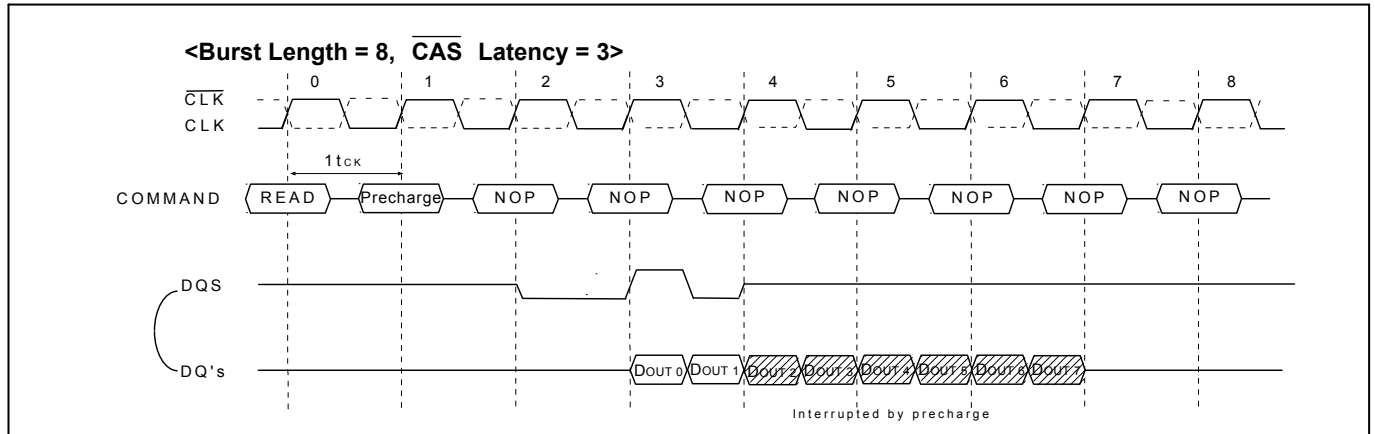 <Burst Length = 8, CAS Latency = 3>
0 1 2 3 4 5 6 7 8
CLK
CLK
1tCK
COMMAND READ Precharge NOP NOP NOP NOP NOP NOP NOP
DQS
DQ's DOUT 0 DOUT 1 DOUT 2 DOUT 3 DOUT 4 DOUT 5 DOUT 6 DOUT 7
Interrupted by precharge